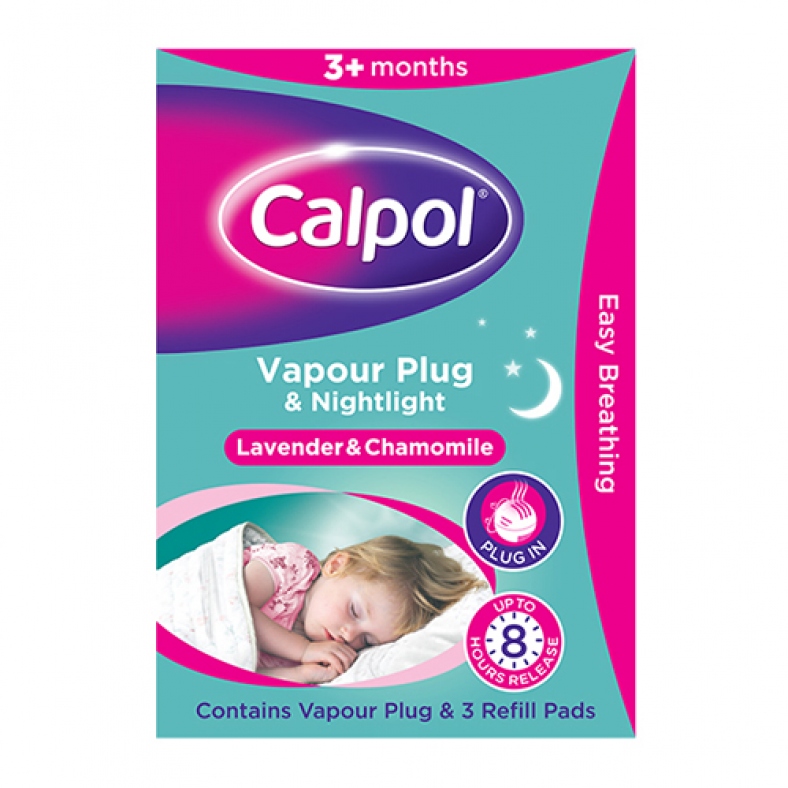 3+ months
Calpol®
Vapour Plug
& Nightlight
Lavender & Chamomile
Easy Breathing
PLUG IN
UP TO
8
HOURS RELEASE
Contains Vapour Plug & 3 Refill Pads